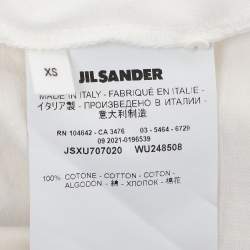 XS
JIL SANDER
MADE IN ITALY - FABRIQUÉ EN ITALIE -
イタリア製 - ПРОИЗВЕДЕНО В ИТАЛИИ -
意大利制造
RN 104642 - CA 3476 03 - 5464 - 6729
09.2021-0196539
JSXU707020 WU248508
100% COTONE - COTTON - COTON -
ALGODÓN - 綿 - ХЛОПОК - 棉花